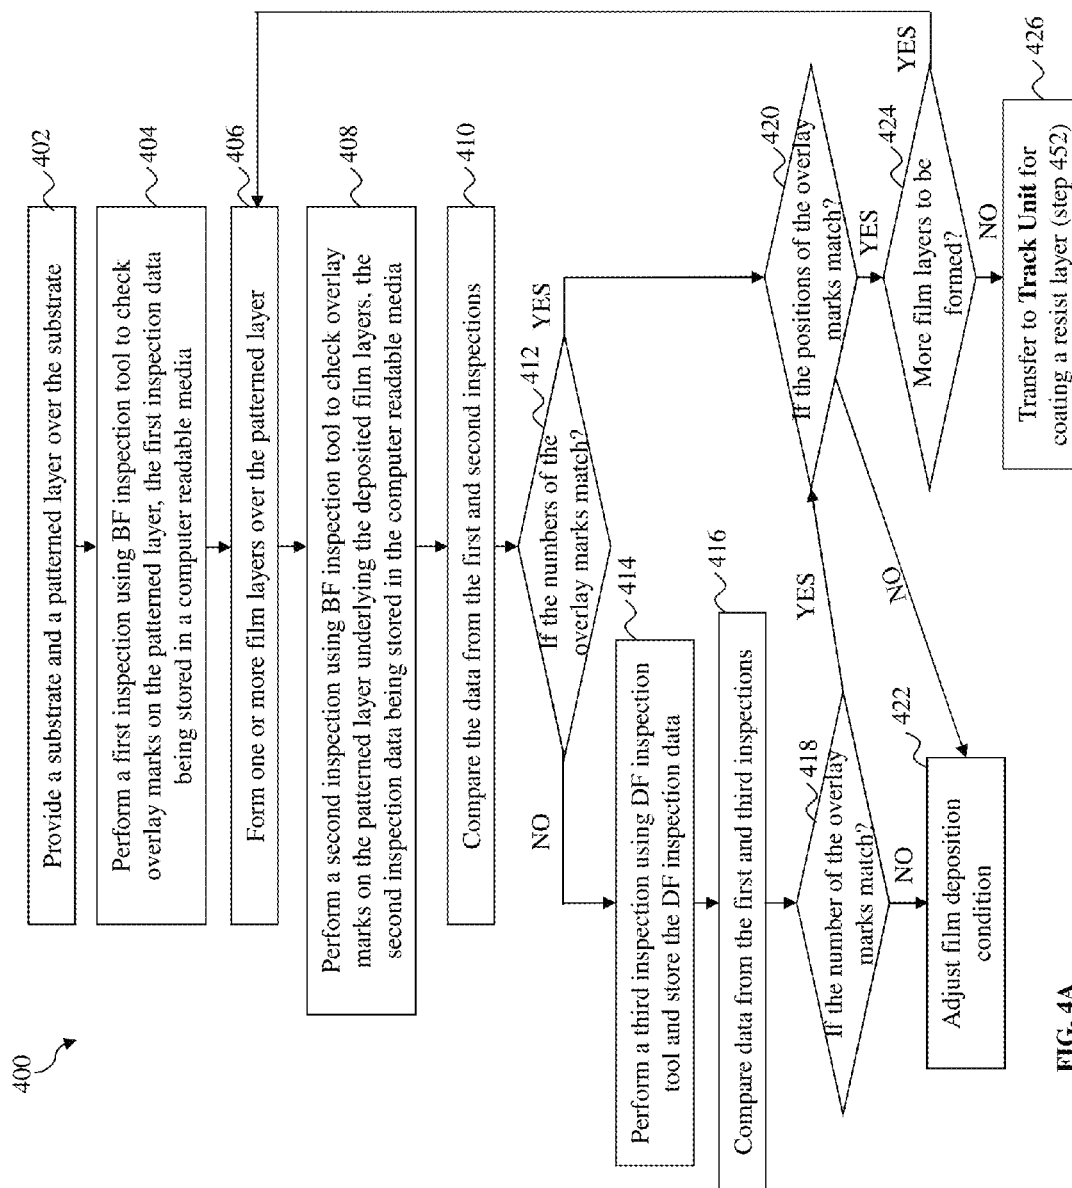 400
402
Provide a substrate and a patterned layer over the substrate
404
Perform a first inspection using BF inspection tool to check
overlay marks on the patterned layer, the first inspection data
being stored in a computer readable media
406
Form one or more film layers over the patterned layer
408
Perform a second inspection using BF inspection tool to check overlay
marks on the patterned layer underlying the deposited film layers, the
second inspection data being stored in the computer readable media
410
Compare the data from the first and second inspections
412
If the numbers of the
overlay marks match?
NO
YES
414
Perform a third inspection using DF inspection
tool and store the DF inspection data
416
Compare data from the first and third inspections
418
If the number of the overlay
marks match?
YES
NO
420
If the positions of the overlay
marks match?
NO
YES
422
Adjust film deposition
condition
424
More film layers to be
formed?
YES
NO
426
Transfer to Track Unit for
coating a resist layer (step 452)
FIG. 4A